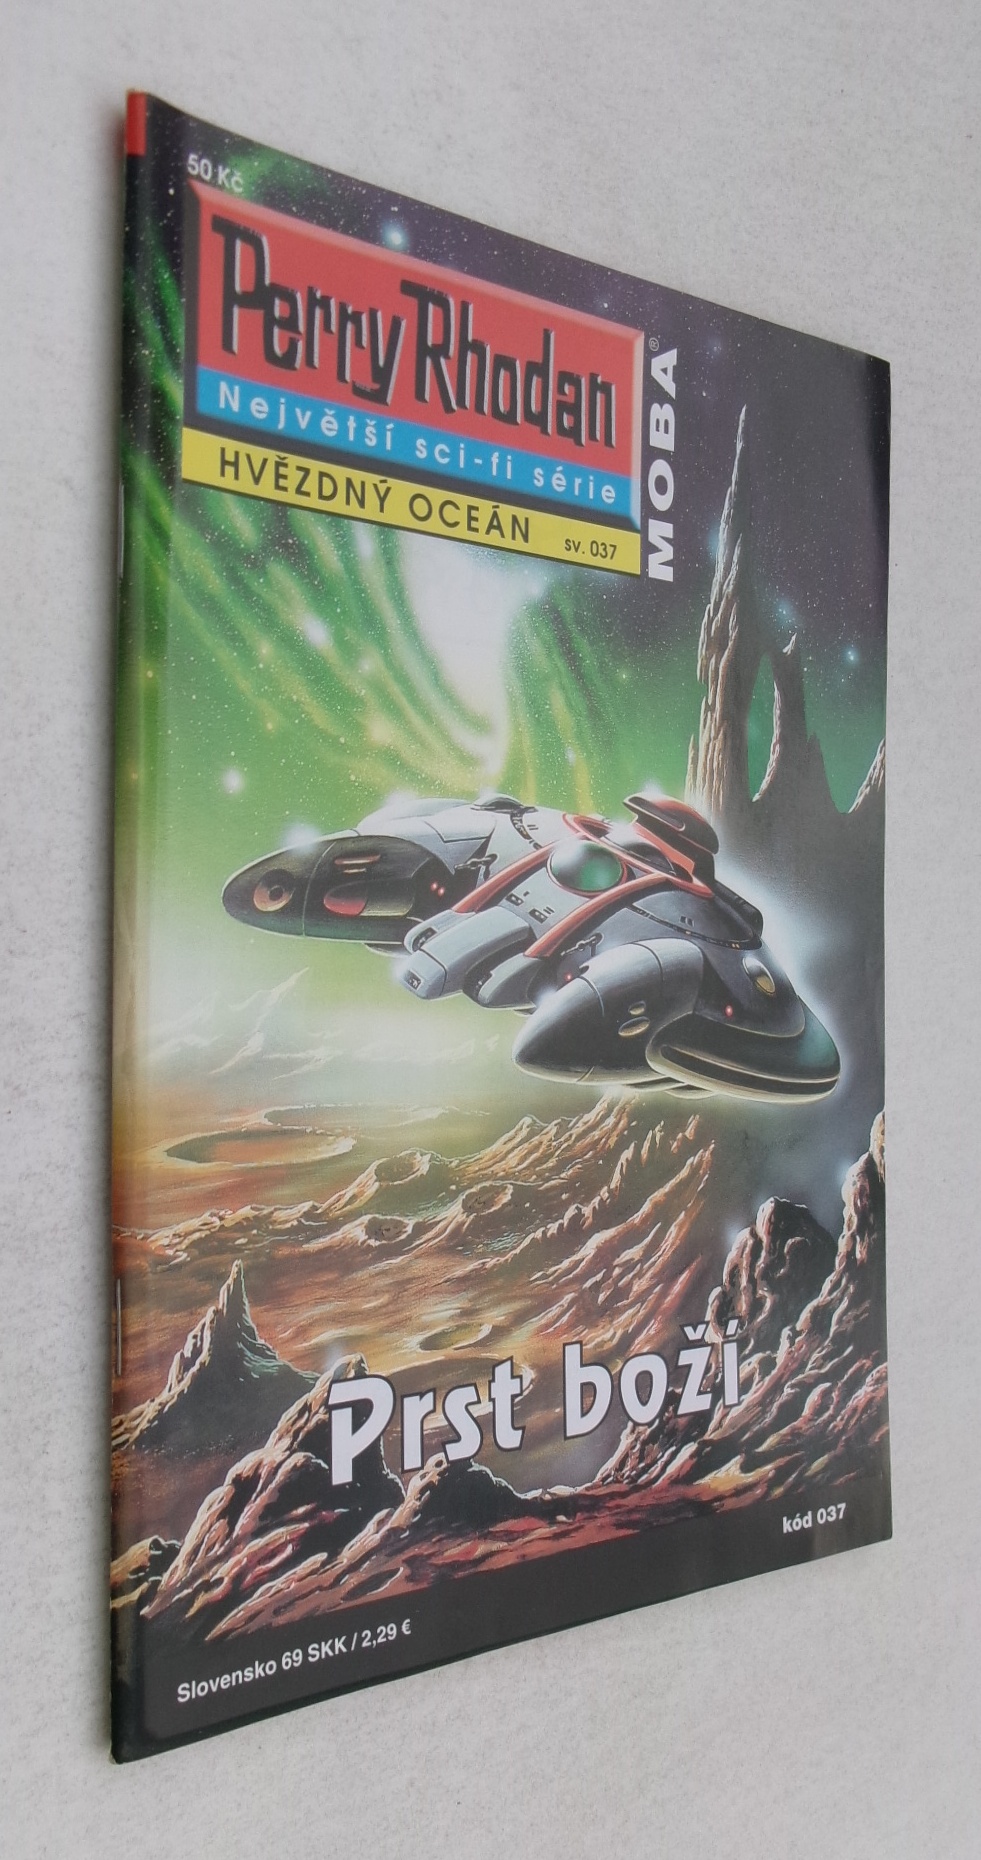 50 Kč
Perry Rhodan
Největší sci-fi série
HVĚZDNÝ OCEÁN sv. 037
MOBA®
Prst boží
kód 037
Slovensko 69 SKK / 2,29 €